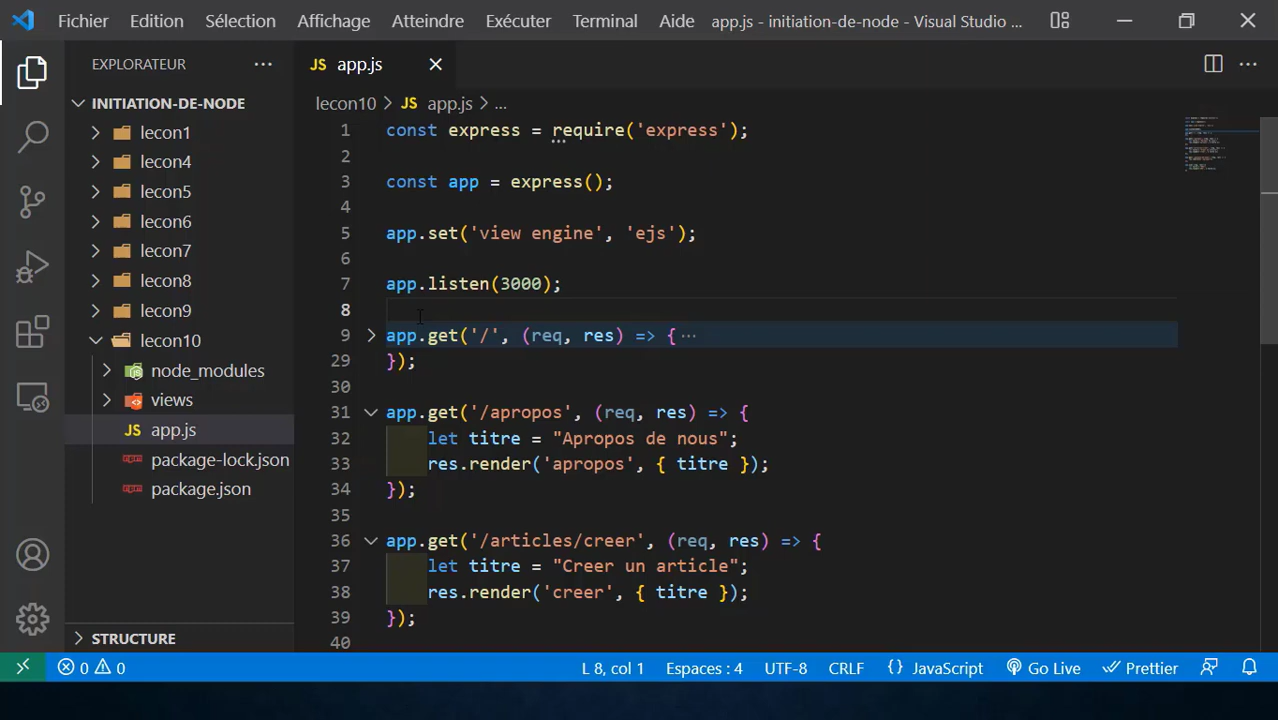 Fichier Edition Sélection Affichage Atteindre Exécuter Terminal Aide app.js - initiation-de-node - Visual Studio ...
EXPLORATEUR ...
INITIATION-DE-NODE
lecon1
lecon4
lecon5
lecon6
lecon7
lecon8
lecon9
lecon10
node_modules
views
JS app.js
package-lock.json
package.json
STRUCTURE
JS app.js
lecon10 > JS app.js > ...
1 const express = require('express');
2
3 const app = express();
4
5 app.set('view engine', 'ejs');
6
7 app.listen(3000);
8
9 app.get('/', (req, res) => { ...
29 });
30
31 app.get('/apropos', (req, res) => {
32 let titre = "Apropos de nous";
33 res.render('apropos', { titre });
34 });
35
36 app.get('/articles/creer', (req, res) => {
37 let titre = "Creer un article";
38 res.render('creer', { titre });
39 });
40
0 0 L 8, col 1 Espaces : 4 UTF-8 CRLF {} JavaScript Go Live Prettier